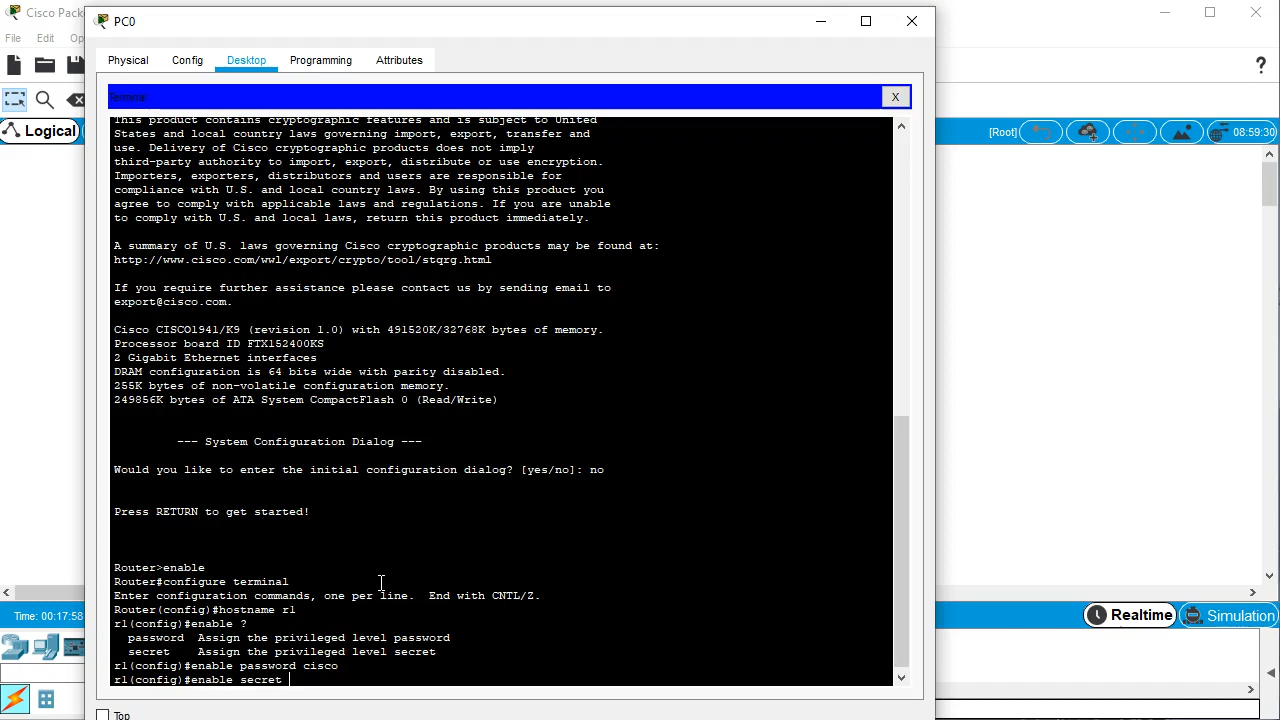 Cisco Pack
PC0
File Edit Op
Physical Config Desktop Programming Attributes
Terminal
X
?
Logical
[Root]
08:59:30
This product contains cryptographic features and is subject to United
States and local country laws governing import, export, transfer and
use. Delivery of Cisco cryptographic products does not imply
third-party authority to import, export, distribute or use encryption.
Importers, exporters, distributors and users are responsible for
compliance with U.S. and local country laws. By using this product you
agree to comply with applicable laws and regulations. If you are unable
to comply with U.S. and local laws, return this product immediately.
A summary of U.S. laws governing Cisco cryptographic products may be found at:
http://www.cisco.com/wwl/export/crypto/tool/stqrg.html
If you require further assistance please contact us by sending email to
export@cisco.com.
Cisco CISCO1941/K9 (revision 1.0) with 491520K/32768K bytes of memory.
Processor board ID FTX152400KS
2 Gigabit Ethernet interfaces
DRAM configuration is 64 bits wide with parity disabled.
255K bytes of non-volatile configuration memory.
249856K bytes of ATA System CompactFlash 0 (Read/Write)
--- System Configuration Dialog ---
Would you like to enter the initial configuration dialog? [yes/no]: no
Press RETURN to get started!
Router>enable
Router#configure terminal
Enter configuration commands, one per line. End with CNTL/Z.
Router(config)#hostname r1
r1(config)#enable ?
password Assign the privileged level password
secret Assign the privileged level secret
r1(config)#enable password cisco
r1(config)#enable secret
Time: 00:17:58
Realtime
Simulation
Top